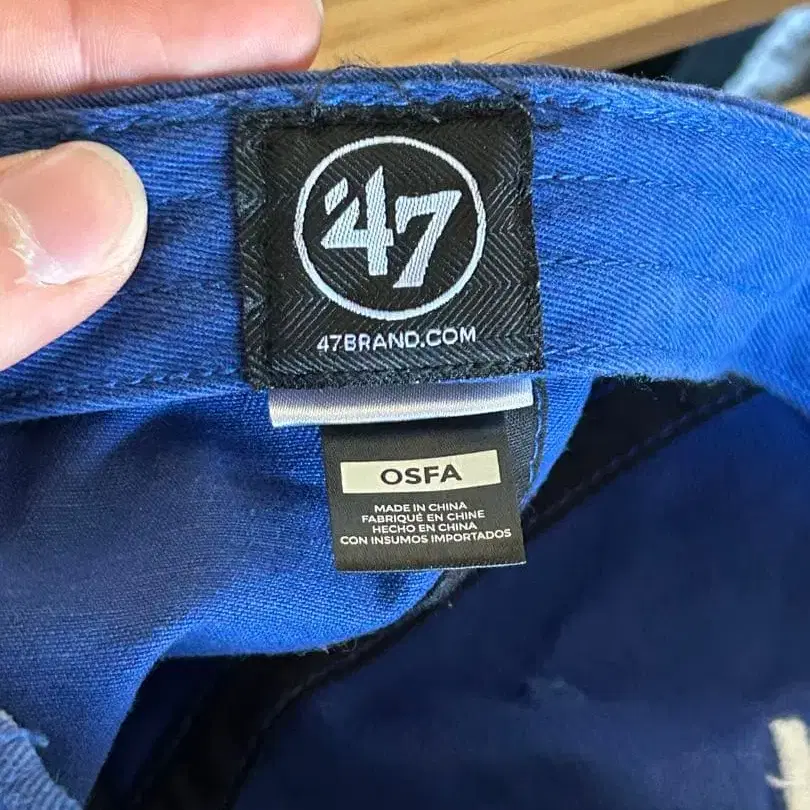 '47
47BRAND.COM
OSFA
MADE IN CHINA
FABRIQUÉ EN CHINE
HECHO EN CHINA
CON INSUMOS IMPORTADOS